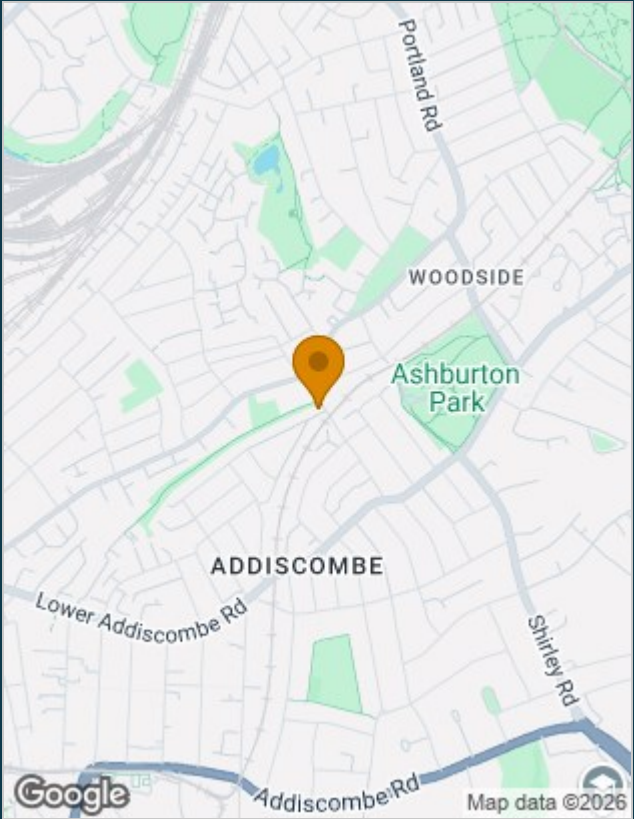 Portland Rd
WOODSIDE
Ashburton
Park
ADDISCOMBE
Lower Addiscombe Rd
Shirley Rd
Addiscombe Rd
Google
Map data ©2026